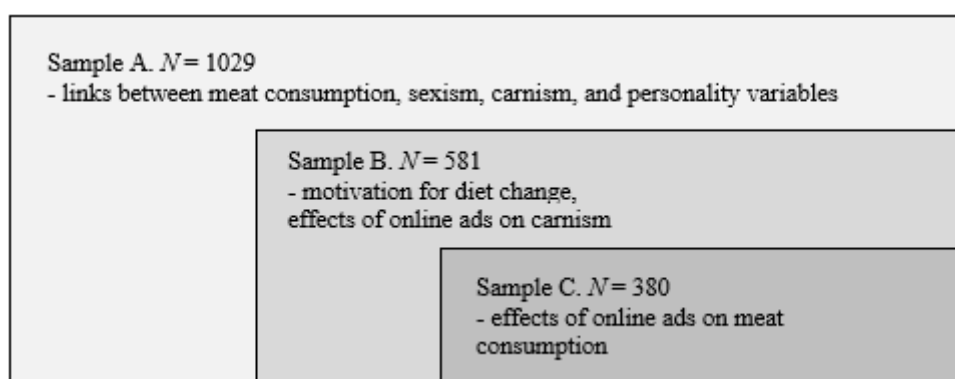 Sample A. N = 1029
- links between meat consumption, sexism, carnism, and personality variables
Sample B. N = 581
- motivation for diet change,
effects of online ads on carnism
Sample C. N = 380
- effects of online ads on meat
consumption